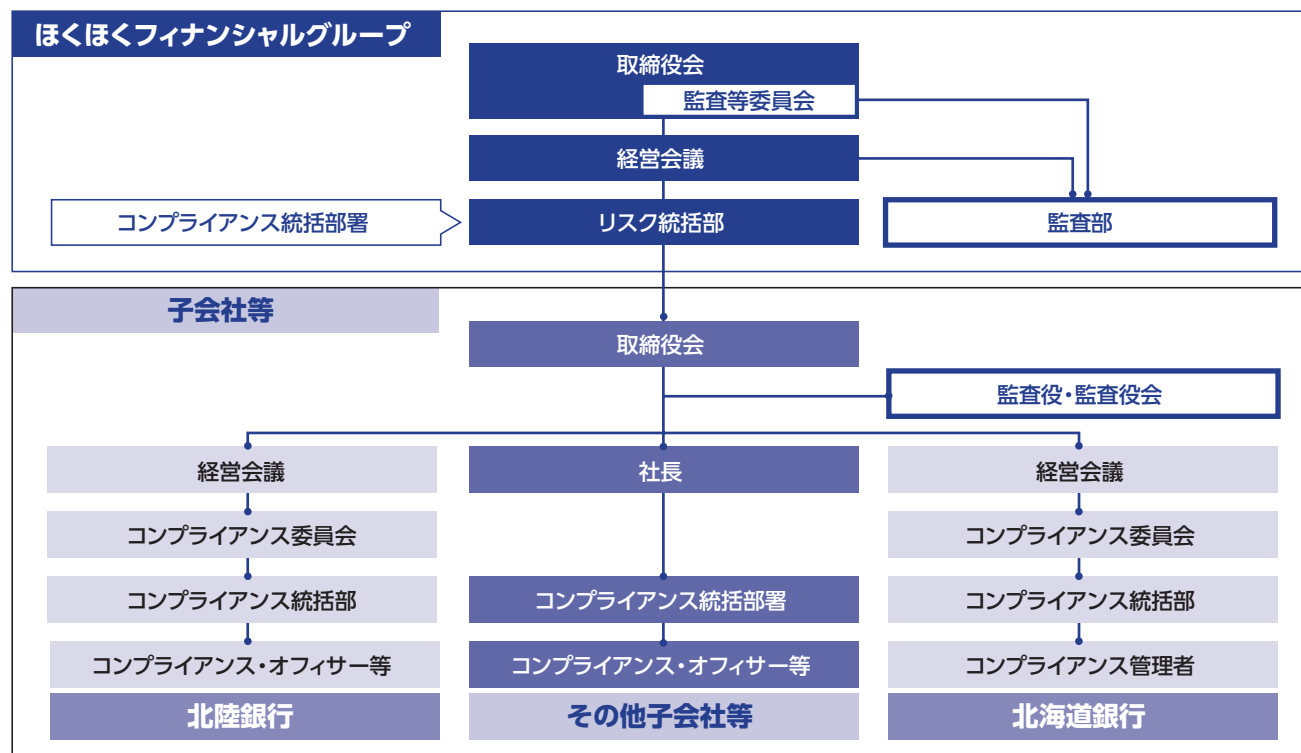 ほくほくフィナンシャルグループ
取締役会
監査等委員会
経営会議
コンプライアンス統括部署
リスク統括部
監査部
子会社等
取締役会
監査役・監査役会
経営会議
社長
経営会議
コンプライアンス委員会
コンプライアンス委員会
コンプライアンス統括部
コンプライアンス統括部署
コンプライアンス統括部
コンプライアンス・オフィサー等
コンプライアンス・オフィサー等
コンプライアンス管理者
北陸銀行
その他子会社等
北海道銀行